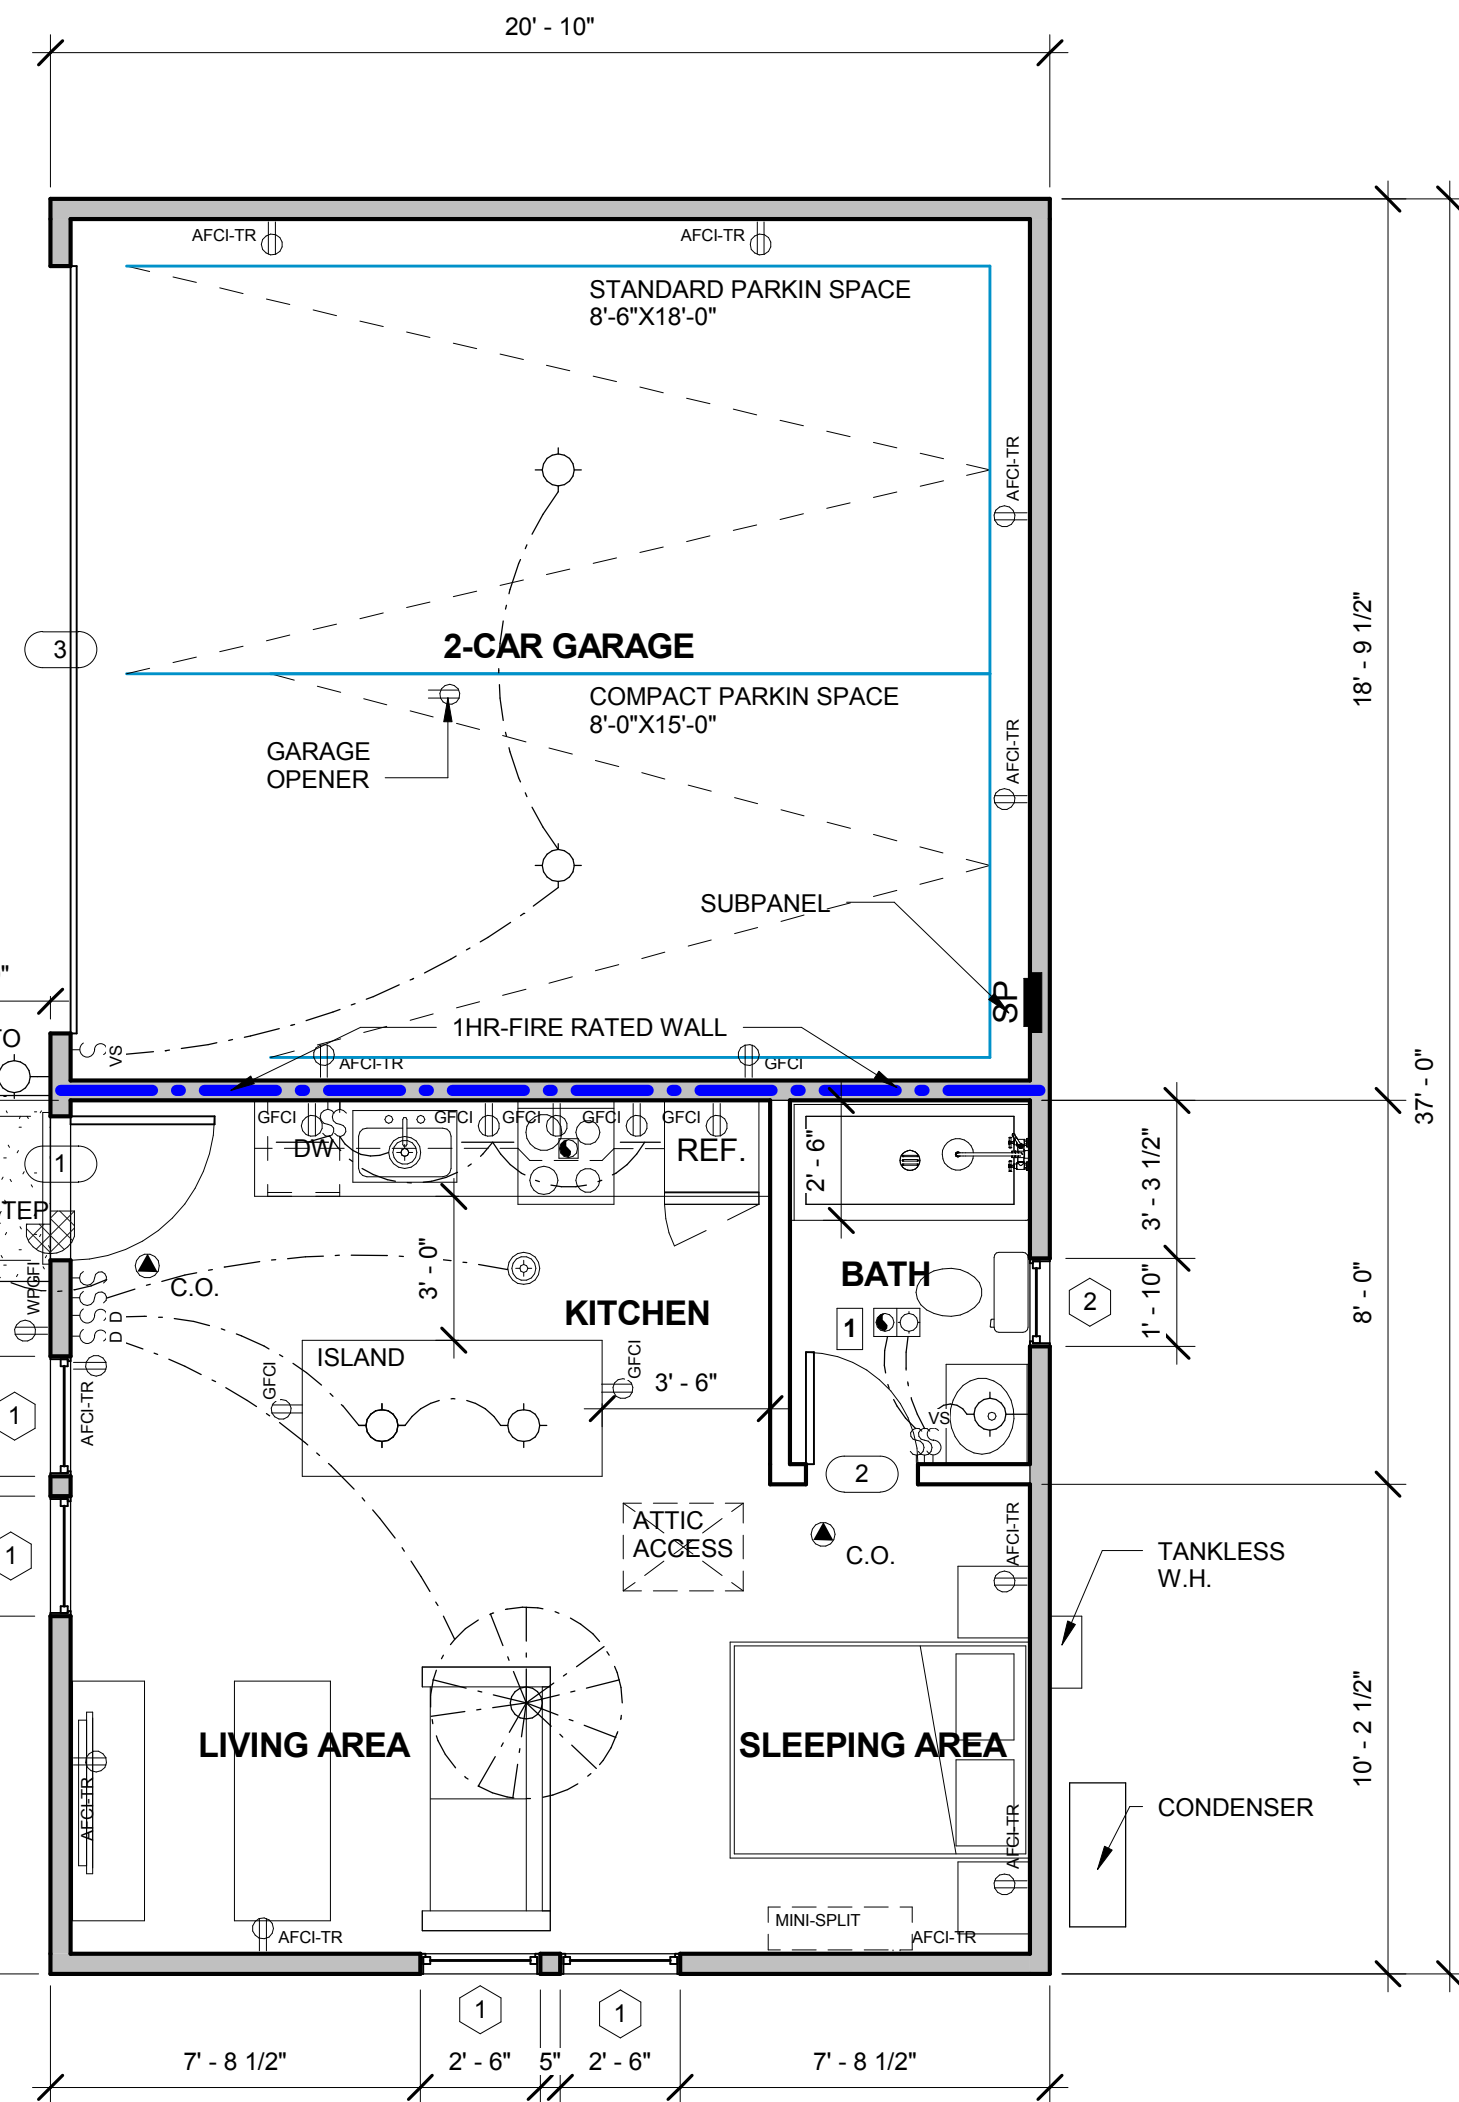 20' - 10"
AFCI-TR
AFCI-TR
STANDARD PARKIN SPACE
8'-6"X18'-0"
AFCI-TR
18' - 9 1/2"
3
2-CAR GARAGE
COMPACT PARKIN SPACE
8'-0"X15'-0"
GARAGE
OPENER
AFCI-TR
SUBPANEL
SP
"
TO
VS
1HR-FIRE RATED WALL
AFCI-TR
GFCI
37' - 0"
GFCI
GFCI
GFCI
GFCI
GFCI
DW
REF.
2' - 6"
3' - 3 1/2"
1
TEP
C.O.
WPGFI
D
D
3' - 0"
KITCHEN
BATH
1
2
1' - 10"
8' - 0"
ISLAND
GFCI
GFCI
3' - 6"
AFCI-TR
1
VS
2
1
ATTIC
ACCESS
C.O.
AFCI-TR
TANKLESS
W.H.
LIVING AREA
SLEEPING AREA
10' - 2 1/2"
AFCI-TR
AFCI-TR
CONDENSER
MINI-SPLIT
AFCI-TR
AFCI-TR
1
1
7' - 8 1/2"
2' - 6"
5"
2' - 6"
7' - 8 1/2"